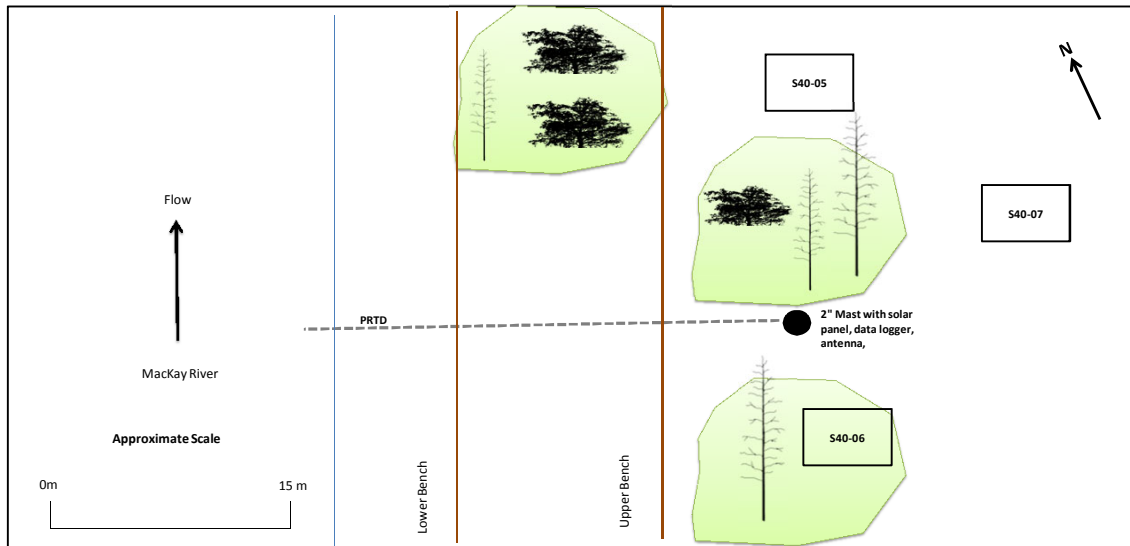 N
S40-05
S40-07
Flow
PRTD
2" Mast with solar
panel, data logger,
antenna,
MacKay River
Approximate Scale
S40-06
0m
15 m
Lower Bench
Upper Bench